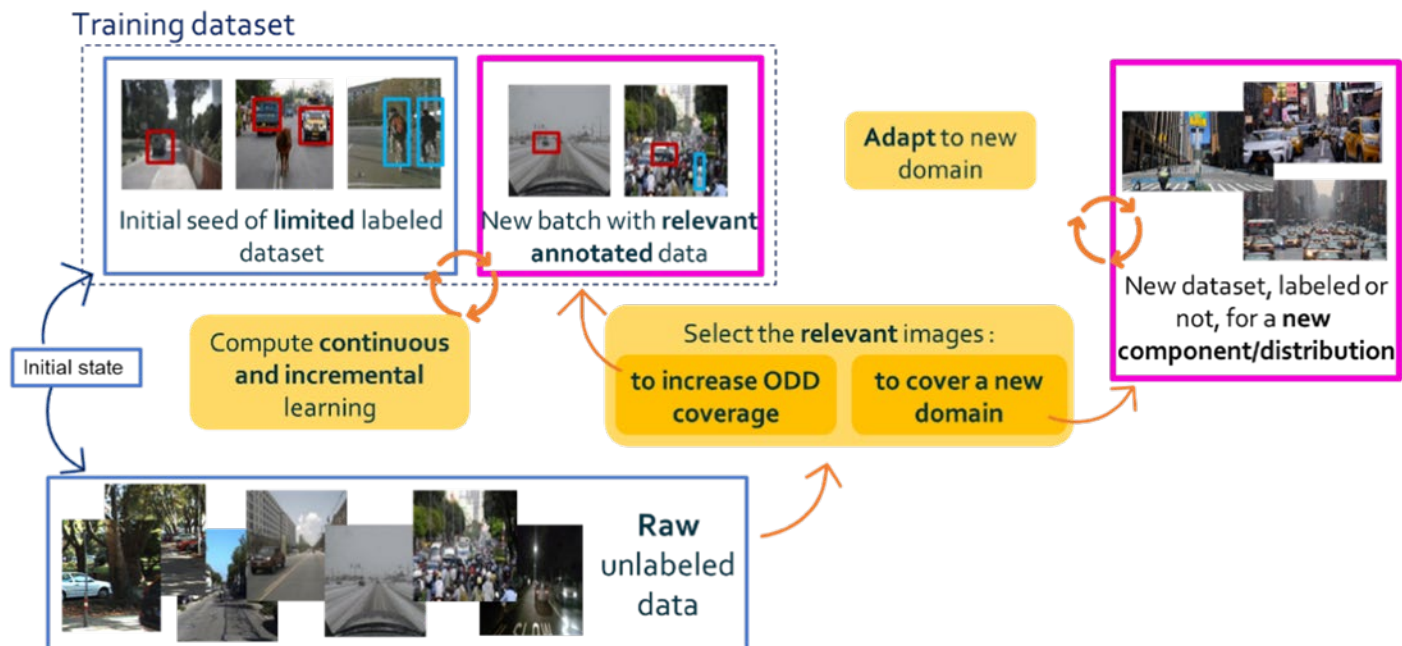 Training dataset
Initial seed of limited labeled
dataset
New batch with relevant
annotated data
Adapt to new
domain
New dataset, labeled or
not, for a new
component/distribution
Initial state
Compute continuous
and incremental
learning
Select the relevant images :
to increase ODD
coverage
to cover a new
domain
Raw
unlabeled
data
SLOW